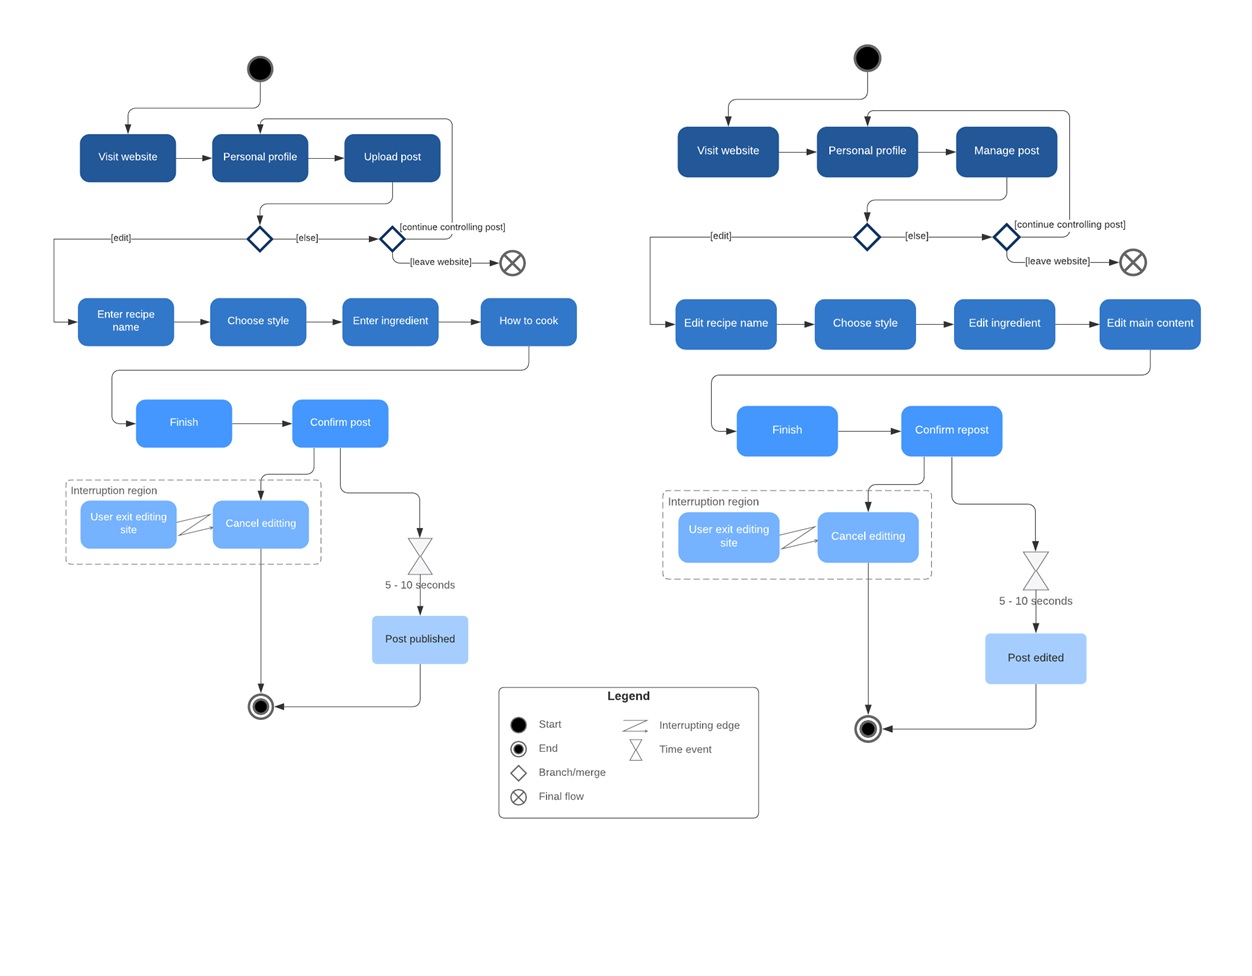 Visit website
Personal profile
Upload post
[continue controlling post]
[edit]
[else]
[leave website]
Enter recipe
name
Choose style
Enter ingredient
How to cook
Finish
Confirm post
Interruption region
User exit editing
site
Cancel editting
5 - 10 seconds
Post published
Visit website
Personal profile
Manage post
[continue controlling post]
[edit]
[else]
[leave website]
Edit recipe name
Choose style
Edit ingredient
Edit main content
Finish
Confirm repost
Interruption region
User exit editing
site
Cancel editting
5 - 10 seconds
Post edited
Legend
Start
Interrupting edge
End
Time event
Branch/merge
Final flow